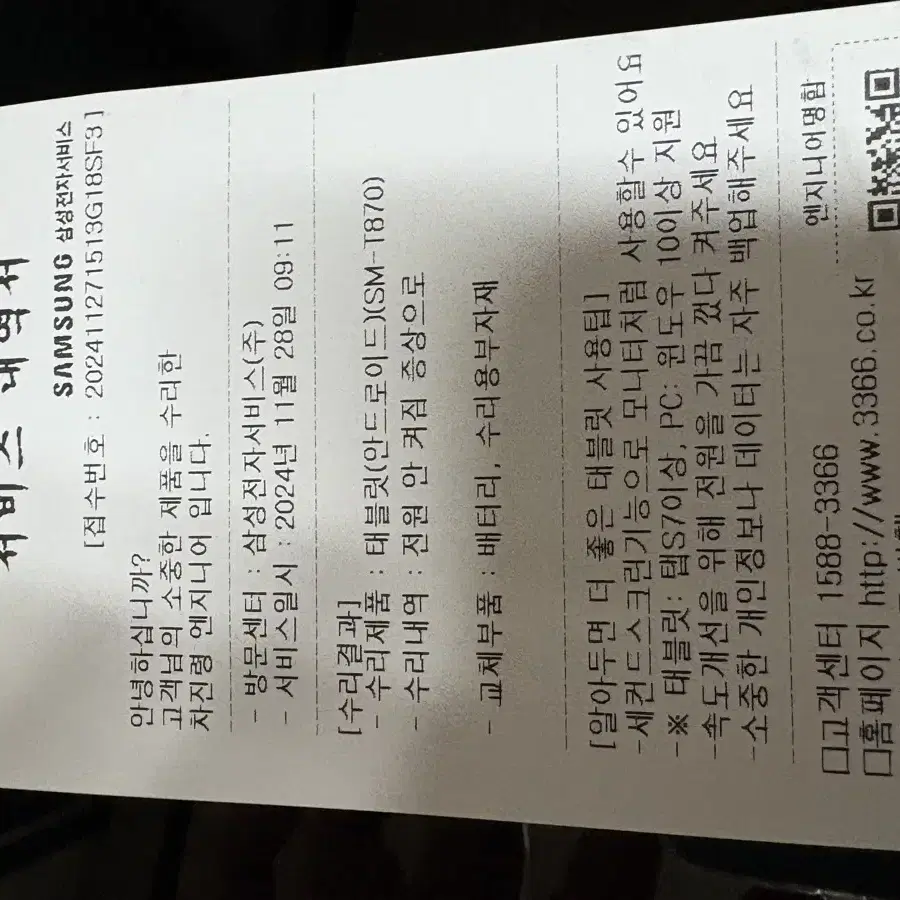 서비스 내역서
SAMSUNG 삼성전자서비스
[접수번호 : 202411271513G18SF3]
안녕하십니까?
고객님의 소중한 제품을 수리한
차진령 엔지니어 입니다.
- 방문센터 : 삼성전자서비스(주)
- 서비스일시 : 2024년 11월 28일 09:11
[수리결과]
- 수리제품 : 태블릿(안드로이드)(SM-T870)
- 수리내역 : 전원 안 켜짐 증상으로
- 교체부품 : 배터리, 수리용부자재
[알아두면 더 좋은 태블릿 사용팁]
-세컨드스크린기능으로 모니터처럼 사용할수 있어요
-※ 태블릿: 탭S7이상, PC: 윈도우 10이상 지원
-속도개선을 위해 전원을 가끔 껐다 켜주세요
-소중한 개인정보나 데이터는 자주 백업해주세요
엔지니어명함
□고객센터 1588-3366
□홈페이지 http://www.3366.co.kr